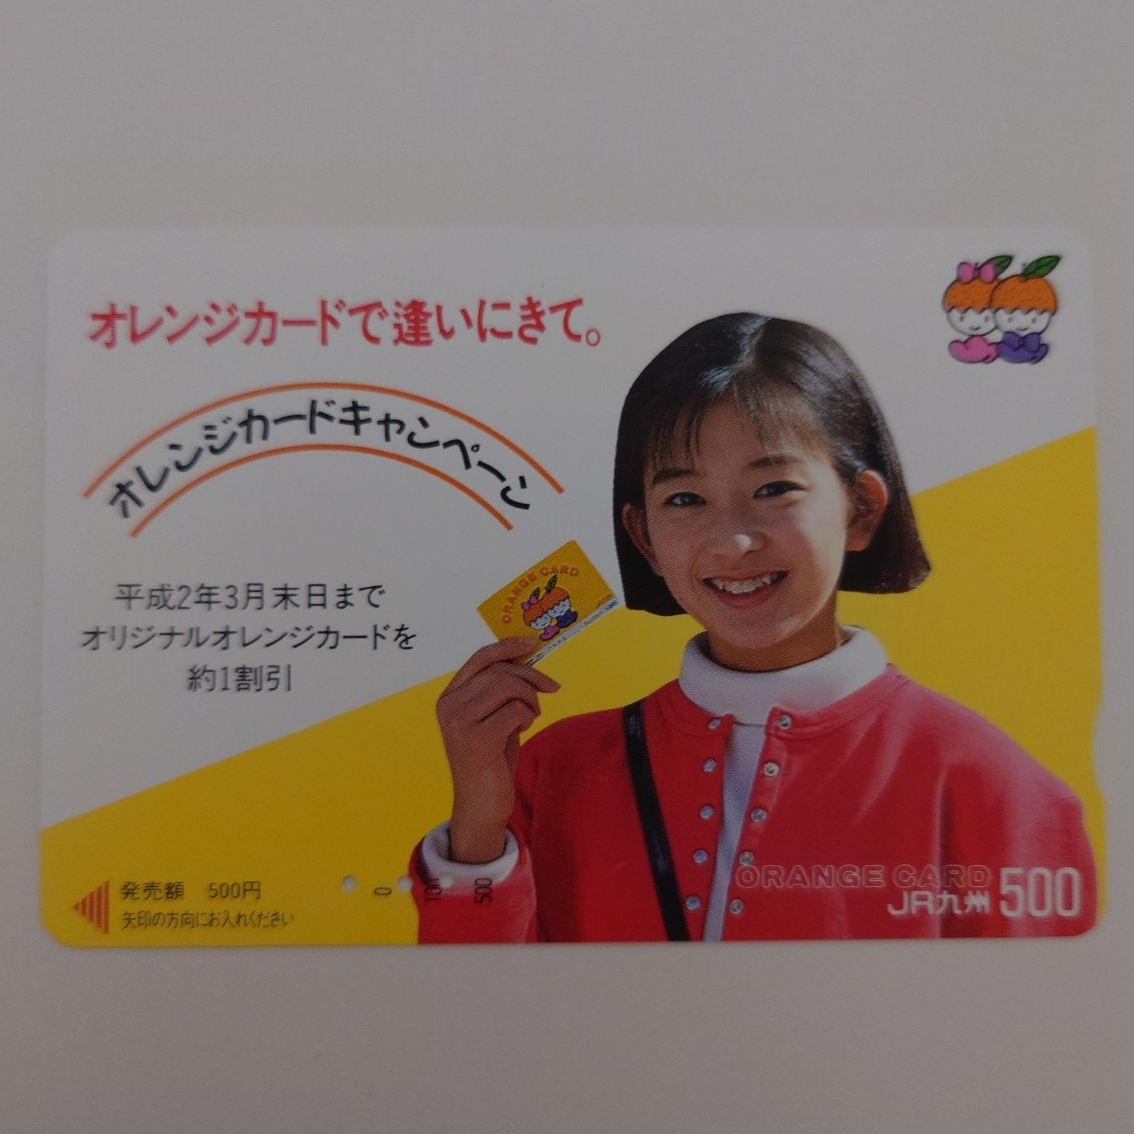 オレンジカードで逢いにきて。
オレンジカードキャンペーン
ORANGE CARD
平成2年3月末日まで
オリジナルオレンジカードを
約1割引
発売額 500円
矢印の方向にお入れください
0 100 500
ORANGE CARD
JR九州 500